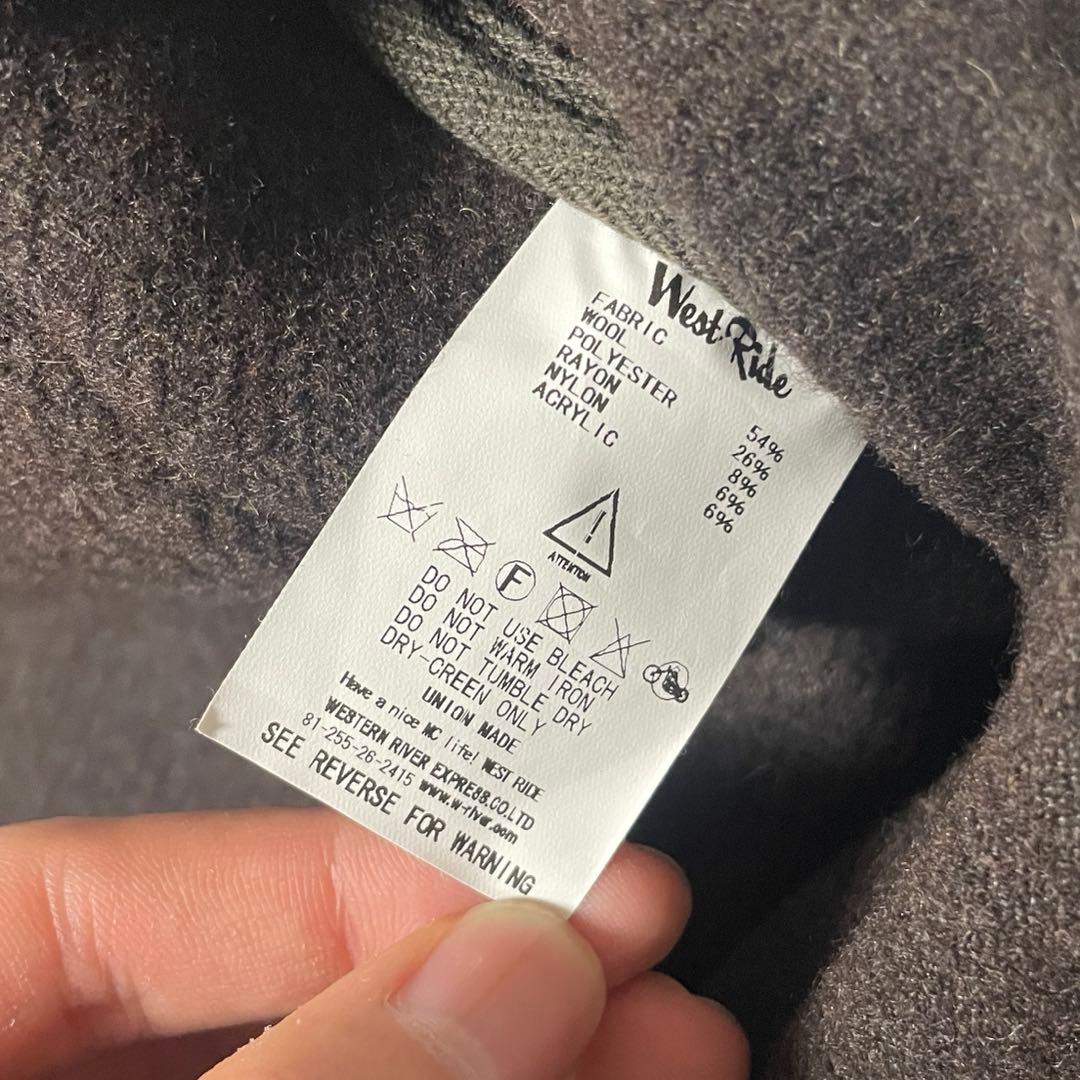 West Ride
FABRIC
WOOL 54%
POLYESTER 26%
RAYON 8%
NYLON 6%
ACRYLIC 6%
!
ATTENTION
F
DO NOT USE BLEACH
DO NOT WARM IRON
DO NOT TUMBLE DRY
DRY-CREEN ONLY
UNION MADE
Have a nice MC life! WEST RIDE
WESTERN RIVER EXPRE88.CO.LTD
81-255-26-2415 www.w-river.com
SEE REVERSE FOR WARNING